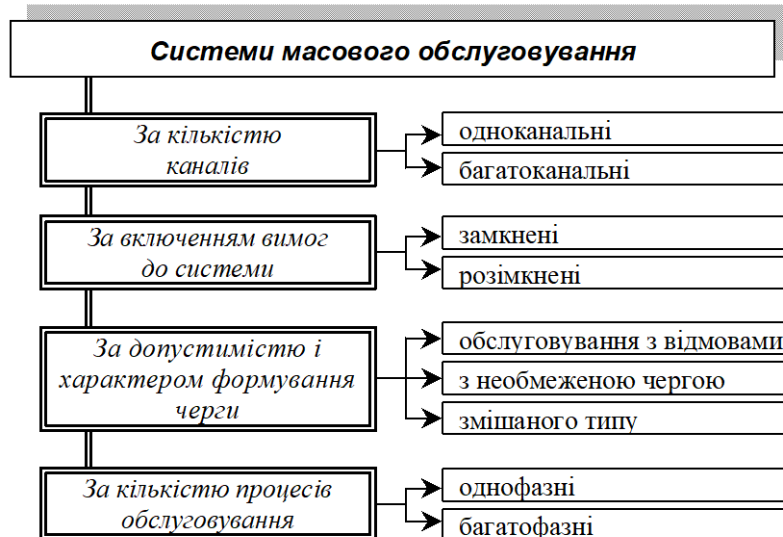 Системи масового обслуговування
За кількістю
каналів
одноканальні
багатоканальні
За включенням вимог
до системи
замкнені
розімкнені
За допустимістю і
характером формування
черги
обслуговування з відмовами
з необмеженою чергою
змішаного типу
За кількістю процесів
обслуговування
однофазні
багатофазні